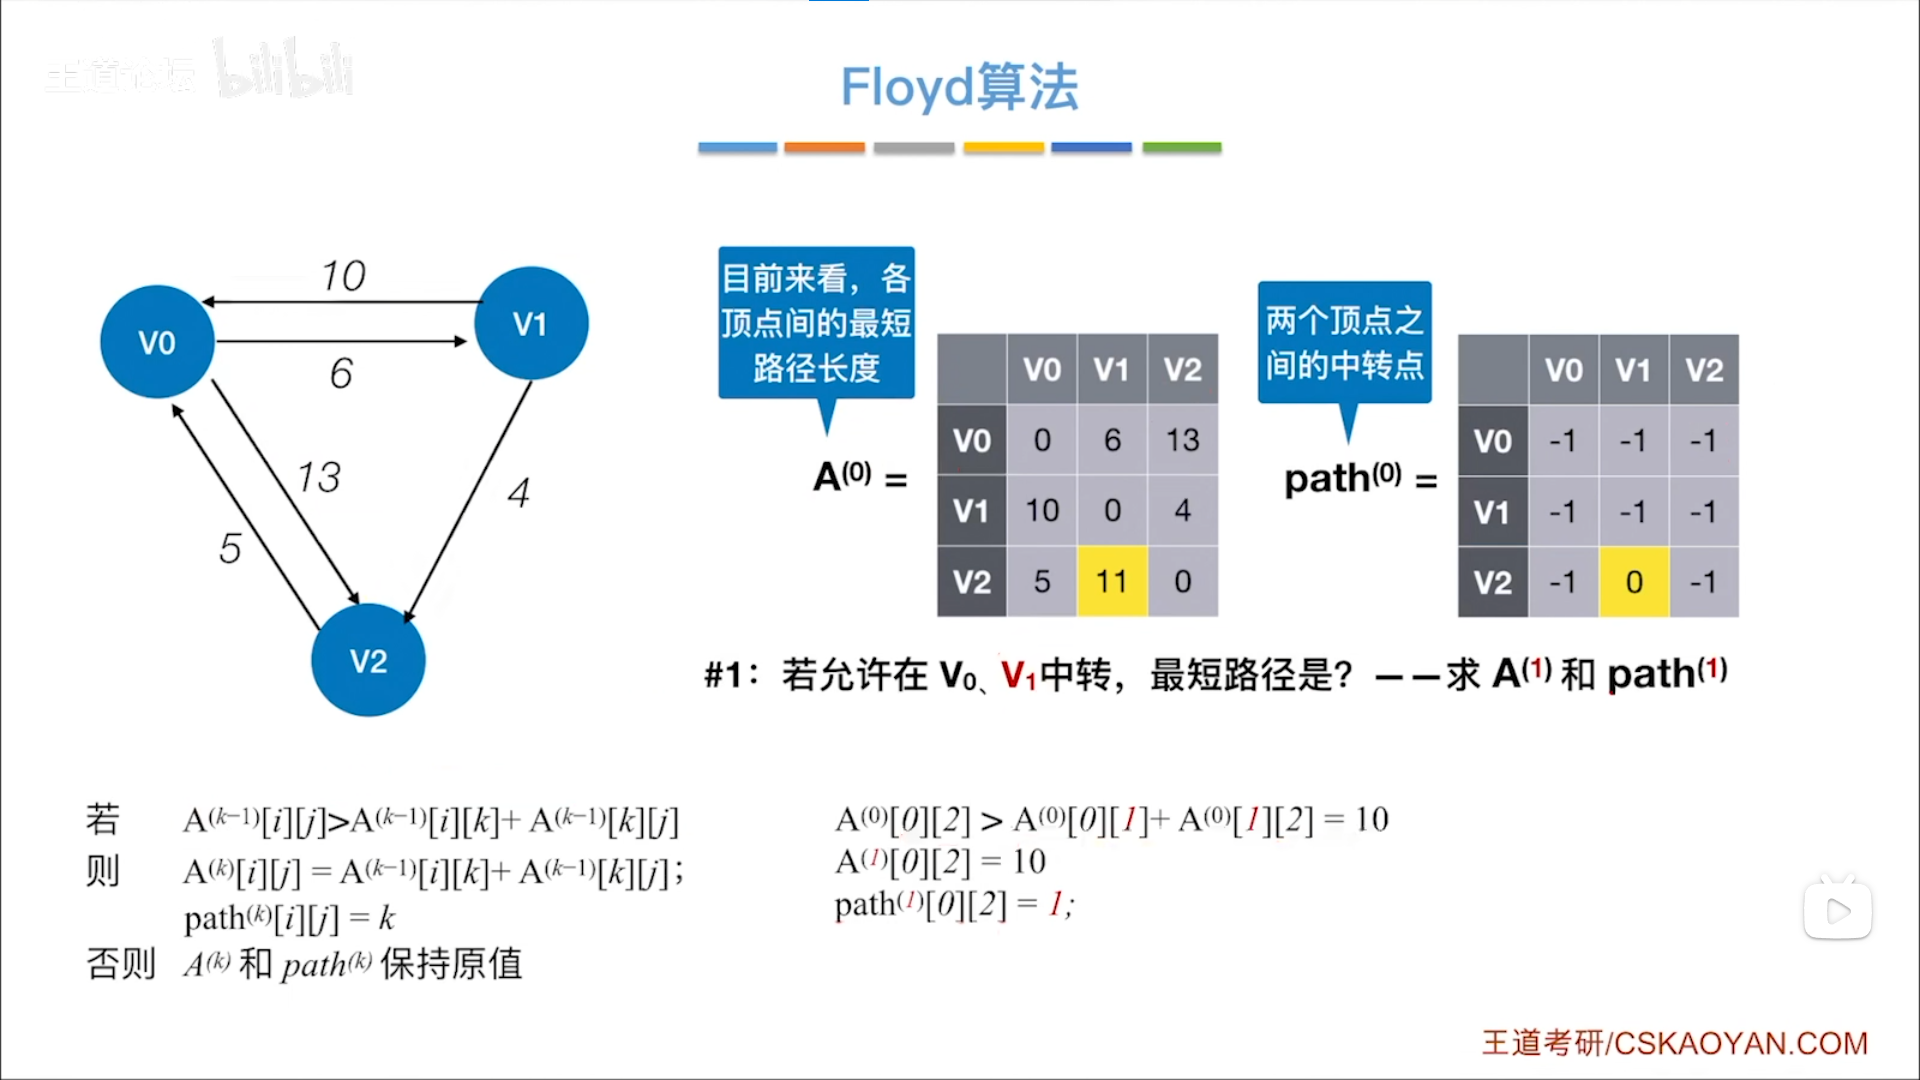 王道论坛 bilibili
Floyd算法
10
V0
V1
6
13
4
5
V2
目前来看，各
顶点间的最短
路径长度
A(0) =
V0 V1 V2
V0 0 6 13
V1 10 0 4
V2 5 11 0
两个顶点之
间的中转点
path(0) =
V0 V1 V2
V0 -1 -1 -1
V1 -1 -1 -1
V2 -1 0 -1
#1：若允许在 V0、V1中转，最短路径是？——求 A(1) 和 path(1)
若 A(k−1)[i][j]>A(k−1)[i][k]+ A(k−1)[k][j]
则 A(k)[i][j] = A(k−1)[i][k]+ A(k−1)[k][j]；
path(k)[i][j] = k
否则 A(k) 和 path(k) 保持原值
A(0)[0][2] > A(0)[0][1]+ A(0)[1][2] = 10
A(1)[0][2] = 10
path(1)[0][2] = 1;
王道考研/CSKAOYAN.COM